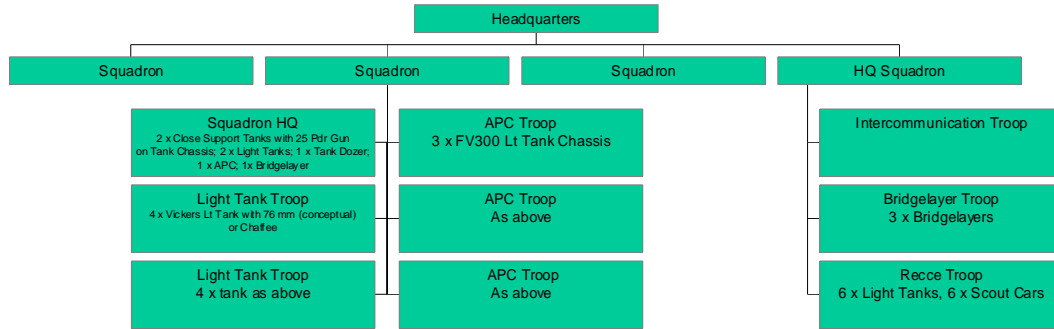 Headquarters
Squadron
Squadron
Squadron
HQ Squadron
Squadron HQ
2 x Close Support Tanks with 25 Pdr Gun
on Tank Chassis; 2 x Light Tanks; 1 x Tank Dozer;
1 x APC; 1x Bridgelayer
APC Troop
3 x FV300 Lt Tank Chassis
Intercommunication Troop
Light Tank Troop
4 x Vickers Lt Tank with 76 mm (conceptual)
or Chaffee
APC Troop
As above
Bridgelayer Troop
3 x Bridgelayers
Light Tank Troop
4 x tank as above
APC Troop
As above
Recce Troop
6 x Light Tanks, 6 x Scout Cars